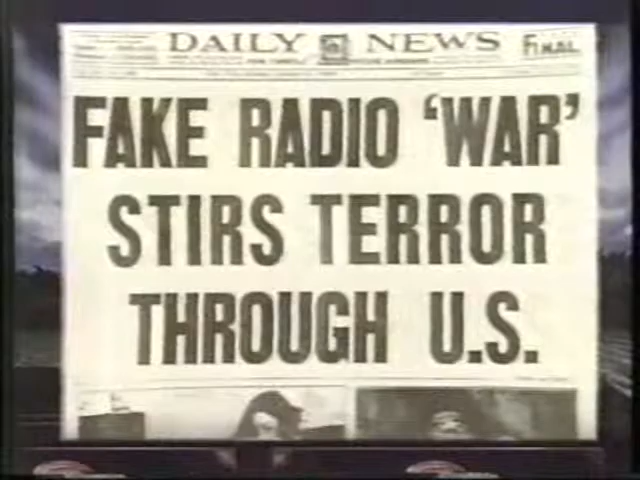 DAILY NEWS FINAL
FAKE RADIO 'WAR'
STIRS TERROR
THROUGH U.S.